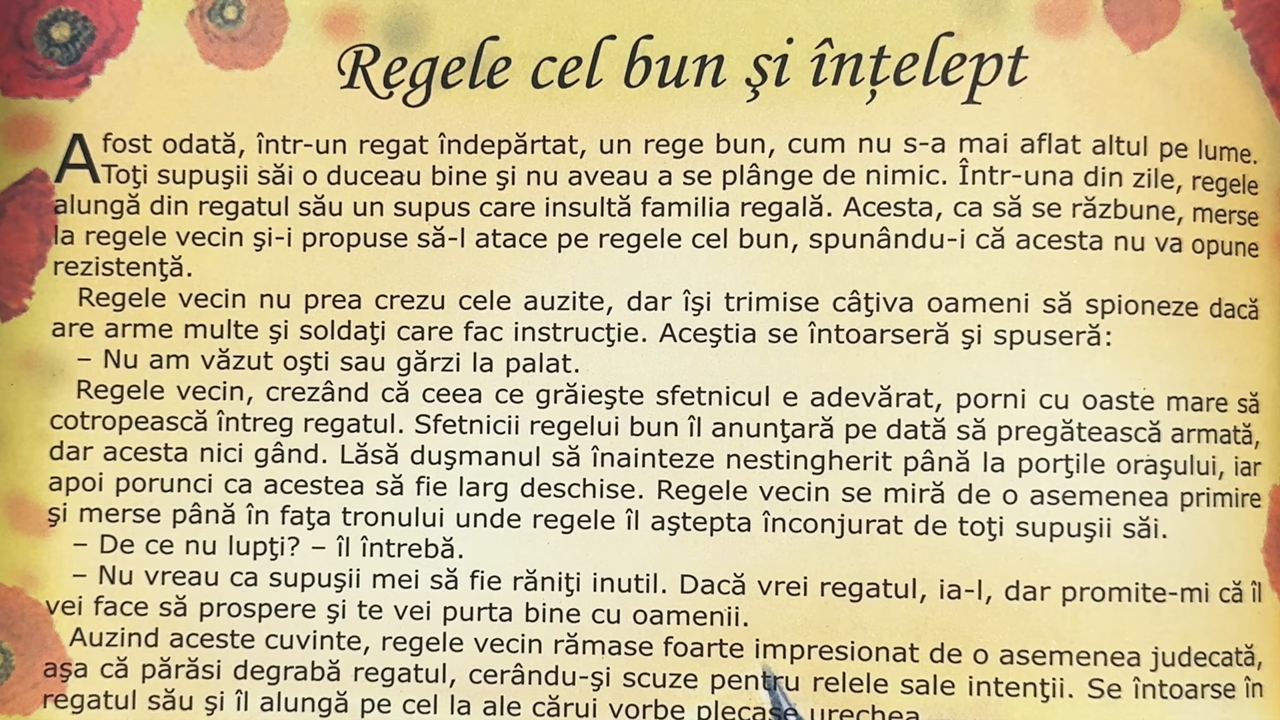 Regele cel bun şi înţelept
A fost odată, într-un regat îndepărtat, un rege bun, cum nu s-a mai aflat altul pe lume.
Toţi supuşii săi o duceau bine şi nu aveau a se plânge de nimic. Într-una din zile, regele
alungă din regatul său un supus care insultă familia regală. Acesta, ca să se răzbune, merse
la regele vecin şi-i propuse să-l atace pe regele cel bun, spunându-i că acesta nu va opune
rezistenţă.
Regele vecin nu prea crezu cele auzite, dar îşi trimise câţiva oameni să spioneze dacă
are arme multe şi soldaţi care fac instrucţie. Aceştia se întoarseră şi spuseră:
– Nu am văzut oşti sau gărzi la palat.
Regele vecin, crezând că ceea ce grăieşte sfetnicul e adevărat, porni cu oaste mare să
cotropească întreg regatul. Sfetnicii regelui bun îl anunţară pe dată să pregătească armată,
dar acesta nici gând. Lăsă duşmanul să înainteze nestingherit până la porţile oraşului, iar
apoi porunci ca acestea să fie larg deschise. Regele vecin se miră de o asemenea primire
şi merse până în faţa tronului unde regele îl aştepta înconjurat de toţi supuşii săi.
– De ce nu lupţi? – îl întrebă.
– Nu vreau ca supuşii mei să fie răniţi inutil. Dacă vrei regatul, ia-l, dar promite-mi că îl
vei face să prospere şi te vei purta bine cu oamenii.
Auzind aceste cuvinte, regele vecin rămase foarte impresionat de o asemenea judecată,
aşa că părăsi degrabă regatul, cerându-şi scuze pentru relele sale intenţii. Se întoarse în
regatul său şi îl alungă pe cel la ale cărui vorbe plecase urechea.